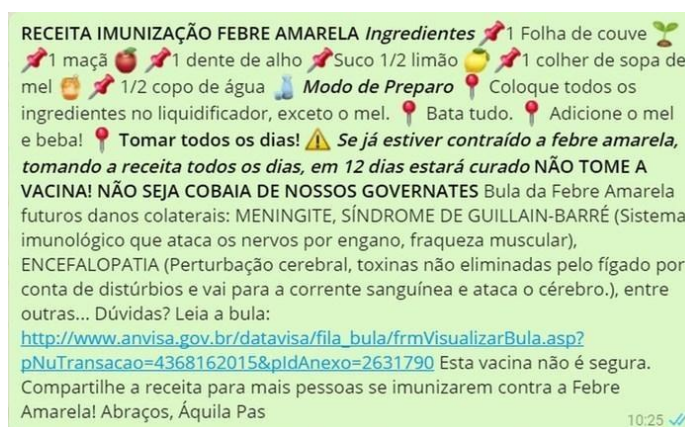 RECEITA IMUNIZAÇÃO FEBRE AMARELA Ingredientes 📌1 Folha de couve 🌱
📌1 maçã 🍎 📌1 dente de alho 📌Suco 1/2 limão 🍋 📌1 colher de sopa de
mel 🍯 📌 1/2 copo de água 🍶 Modo de Preparo 📍 Coloque todos os
ingredientes no liquidificador, exceto o mel. 📍 Bata tudo. 📍 Adicione o mel
e beba! 📍 Tomar todos os dias! ⚠️ Se já estiver contraído a febre amarela,
tomando a receita todos os dias, em 12 dias estará curado NÃO TOME A
VACINA! NÃO SEJA COBAIA DE NOSSOS GOVERNATES Bula da Febre Amarela
futuros danos colaterais: MENINGITE, SÍNDROME DE GUILLAIN-BARRÉ (Sistema
imunológico que ataca os nervos por engano, fraqueza muscular),
ENCEFALOPATIA (Perturbação cerebral, toxinas não eliminadas pelo fígado por
conta de distúrbios e vai para a corrente sanguínea e ataca o cérebro.), entre
outras... Dúvidas? Leia a bula:
http://www.anvisa.gov.br/datavisa/fila_bula/frmVisualizarBula.asp?
pNuTransacao=4368162015&pIdAnexo=2631790 Esta vacina não é segura.
Compartilhe a receita para mais pessoas se imunizarem contra a Febre
Amarela! Abraços, Áquila Pas
10:25